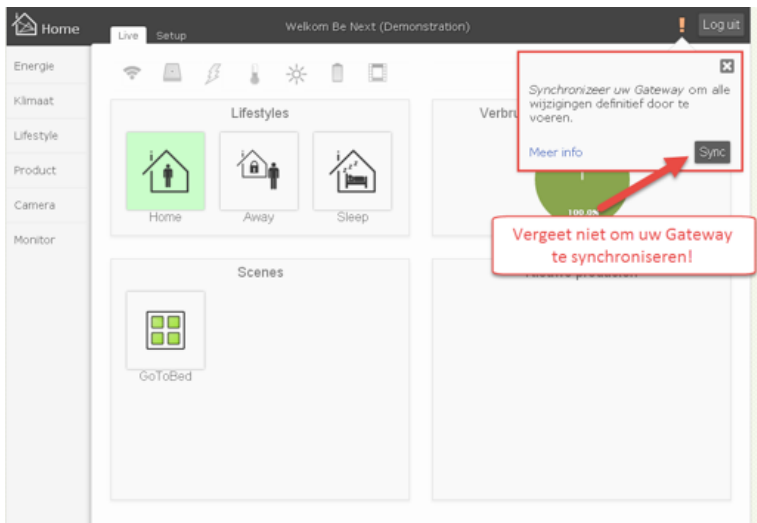 Home
Live
Setup
Welkom Be Next (Demonstration)
!
Log uit
Energie
Klimaat
Lifestyle
Product
Camera
Monitor
Synchronizeer uw Gateway om alle
wijzigingen definitief door te
voeren.
Meer info
Sync
Lifestyles
Home
Away
Sleep
100.0%
Vergeet niet om uw Gateway
te synchroniseren!
Scenes
GoToBed